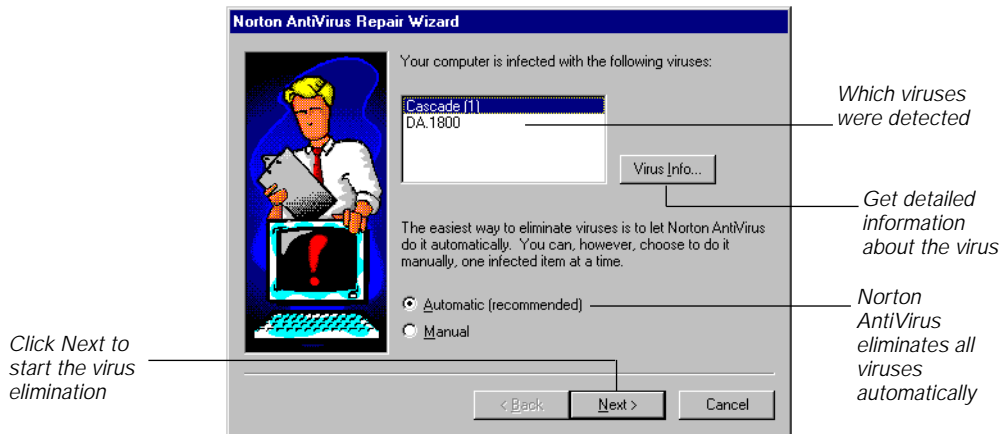 Norton AntiVirus Repair Wizard
Your computer is infected with the following viruses:
Cascade (1)
DA.1800
Virus Info...
The easiest way to eliminate viruses is to let Norton AntiVirus
do it automatically. You can, however, choose to do it
manually, one infected item at a time.
Automatic (recommended)
Manual
< Back
Next >
Cancel
Which viruses
were detected
Get detailed
information
about the virus
Norton
AntiVirus
eliminates all
viruses
automatically
Click Next to
start the virus
elimination